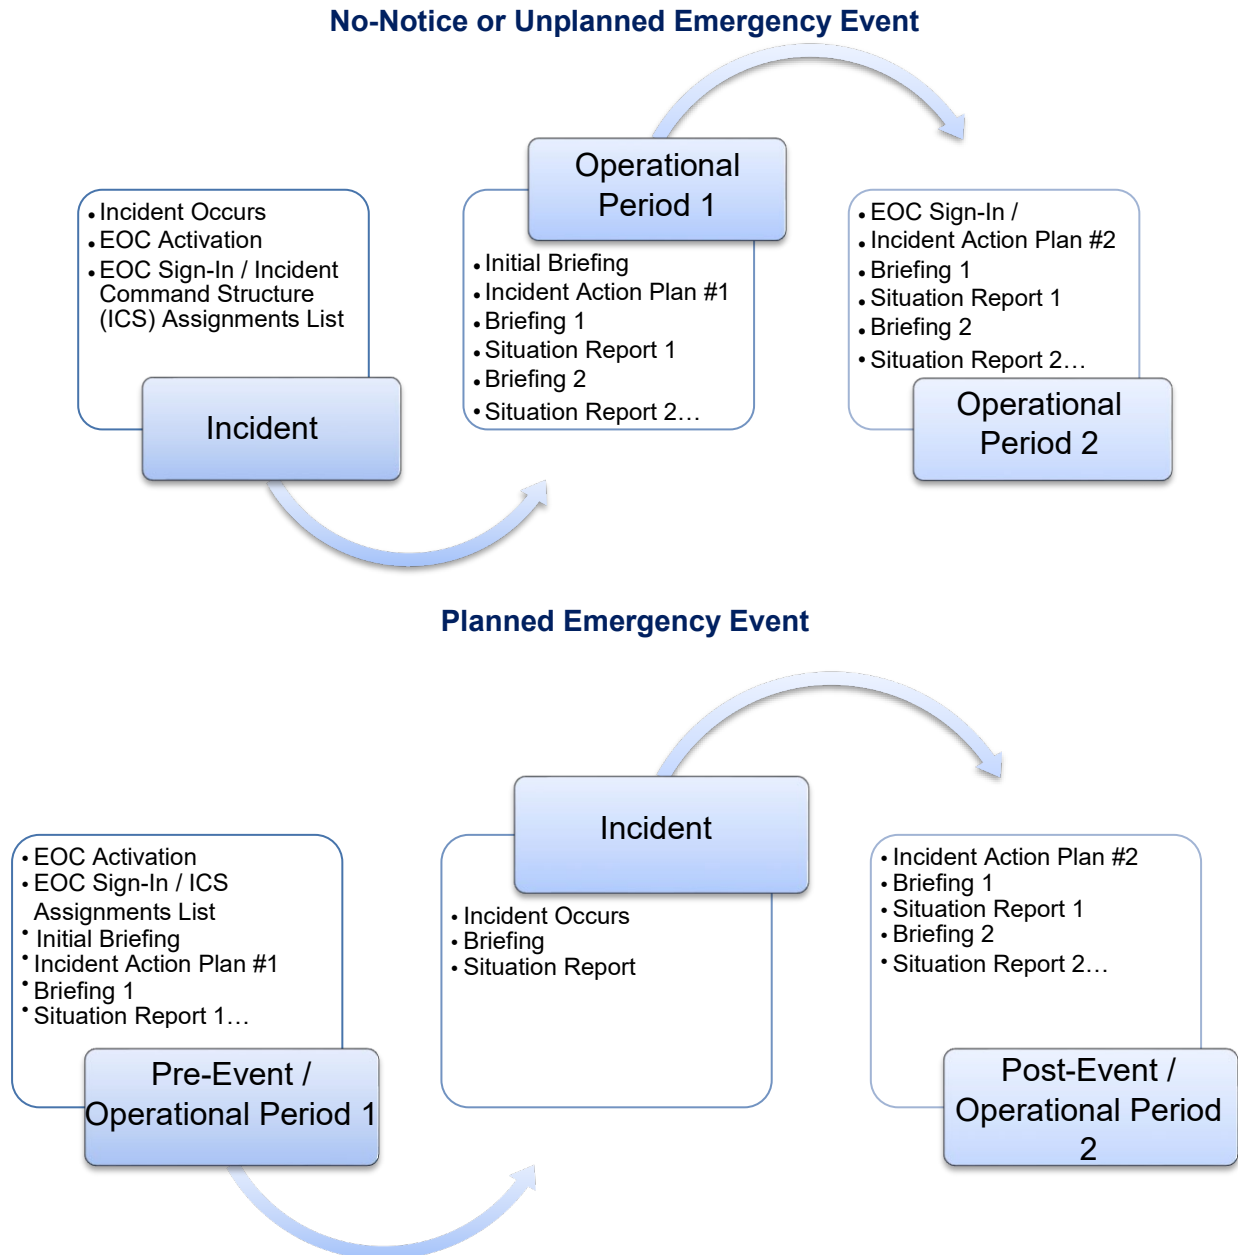 No-Notice or Unplanned Emergency Event
• Incident Occurs
• EOC Activation
• EOC Sign-In / Incident
Command Structure
(ICS) Assignments List
Incident
Operational
Period 1
• Initial Briefing
• Incident Action Plan #1
• Briefing 1
• Situation Report 1
• Briefing 2
• Situation Report 2…
• EOC Sign-In /
• Incident Action Plan #2
• Briefing 1
• Situation Report 1
• Briefing 2
• Situation Report 2…
Operational
Period 2
Planned Emergency Event
• EOC Activation
• EOC Sign-In / ICS
Assignments List
• Initial Briefing
• Incident Action Plan #1
• Briefing 1
• Situation Report 1…
Pre-Event /
Operational Period 1
Incident
• Incident Occurs
• Briefing
• Situation Report
• Incident Action Plan #2
• Briefing 1
• Situation Report 1
• Briefing 2
• Situation Report 2…
Post-Event /
Operational Period
2